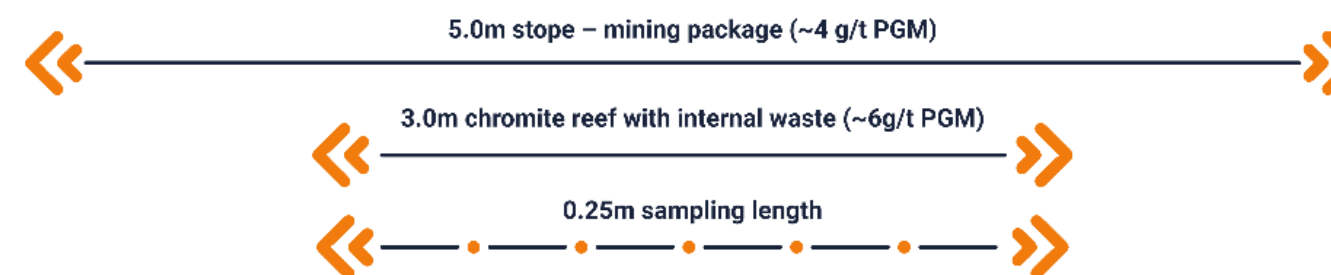 5.0m stope – mining package (~4 g/t PGM)
3.0m chromite reef with internal waste (~6g/t PGM)
0.25m sampling length